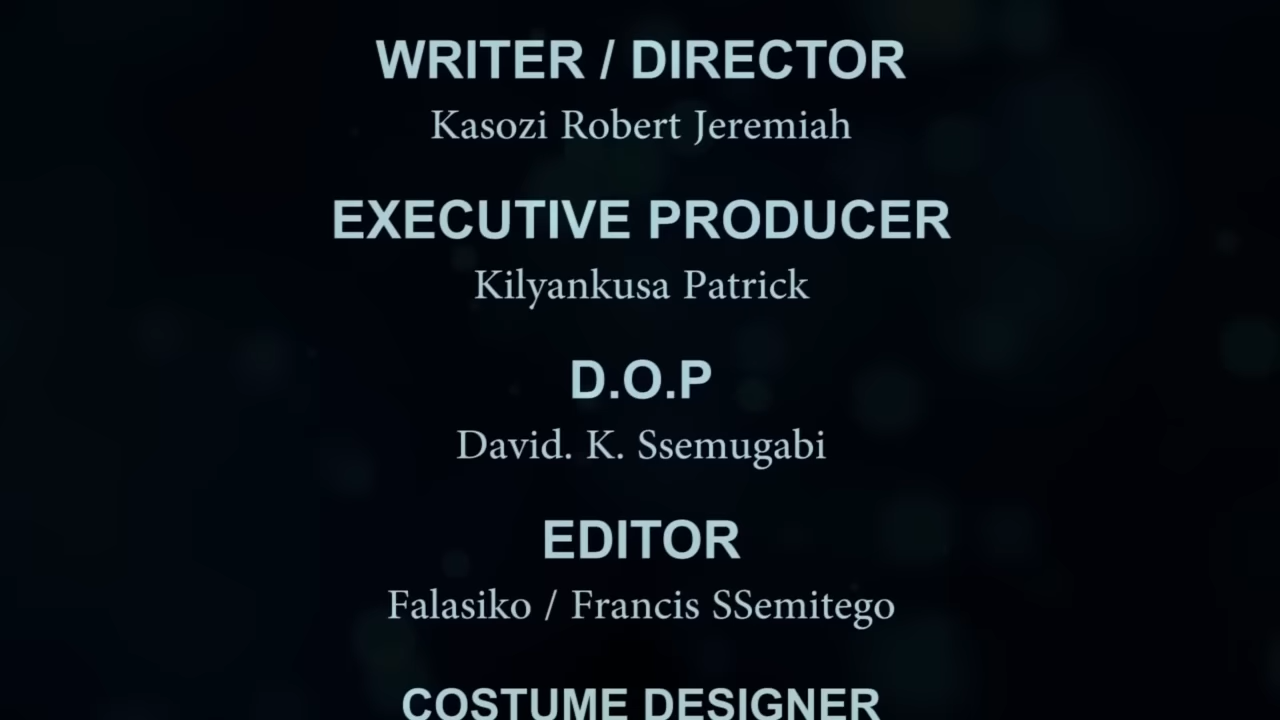 WRITER / DIRECTOR
Kasozi Robert Jeremiah
EXECUTIVE PRODUCER
Kilyankusa Patrick
D.O.P
David. K. Ssemugabi
EDITOR
Falasiko / Francis SSemitego
COSTUME DESIGNER